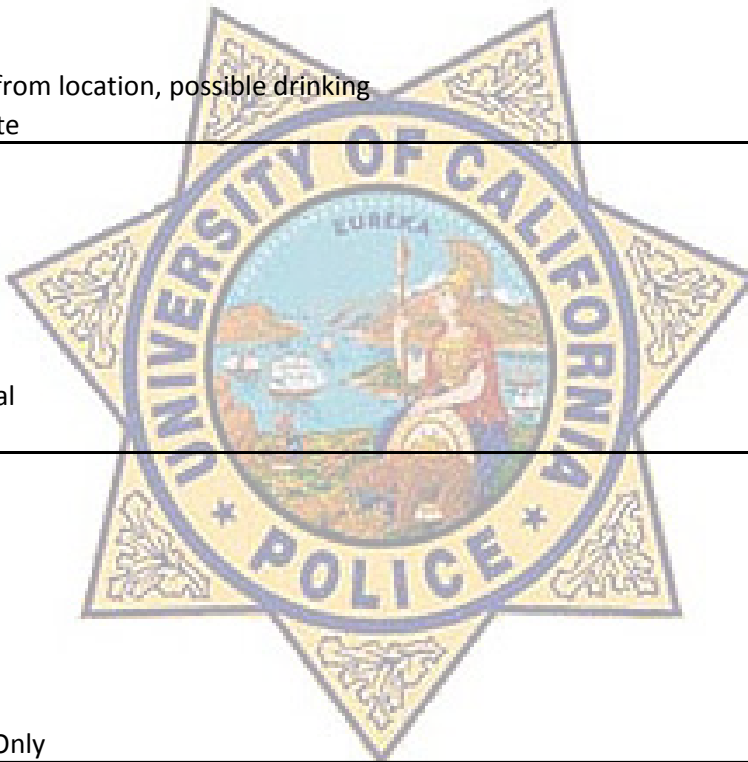 from location, possible drinking
te
UNIVERSITY OF CALIFORNIA
EUREKA
al
POLICE
Only